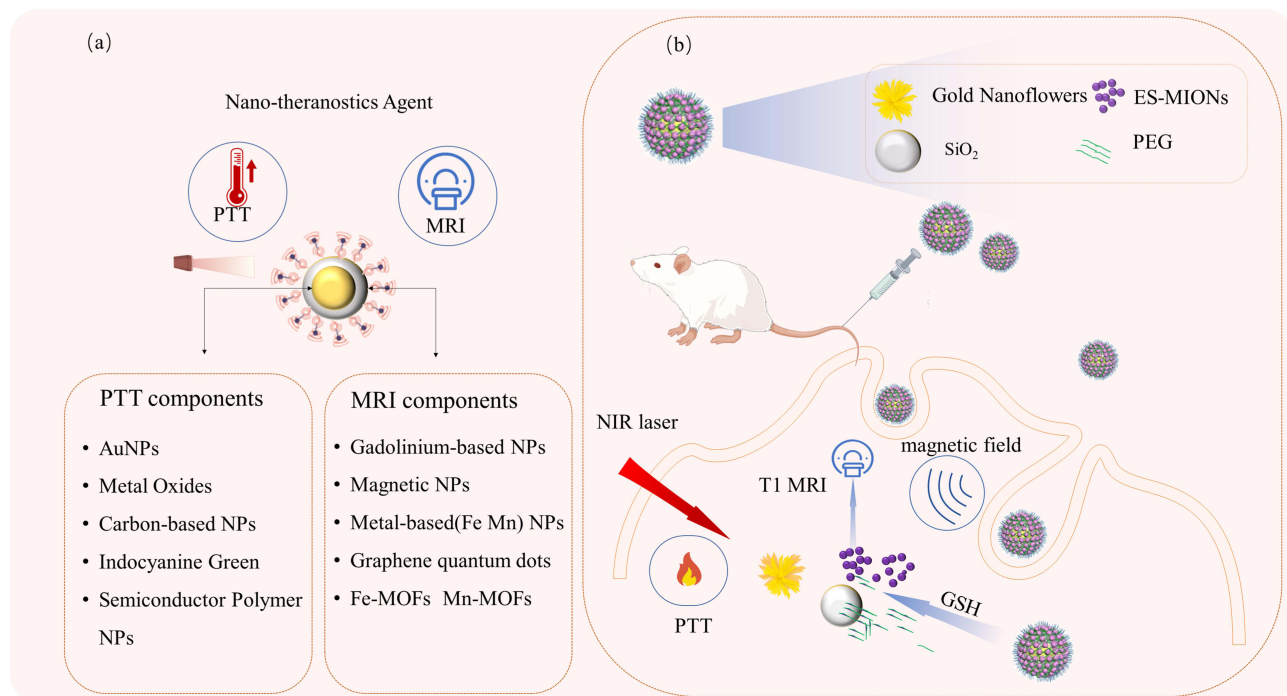 (a)
Nano-theranostics Agent
PTT
MRI
PTT components
• AuNPs
• Metal Oxides
• Carbon-based NPs
• Indocyanine Green
• Semiconductor Polymer
NPs
MRI components
• Gadolinium-based NPs
• Magnetic NPs
• Metal-based(Fe Mn) NPs
• Graphene quantum dots
• Fe-MOFs Mn-MOFs
(b)
Gold Nanoflowers
ES-MIONs
SiO₂
PEG
NIR laser
magnetic field
T1 MRI
PTT
GSH